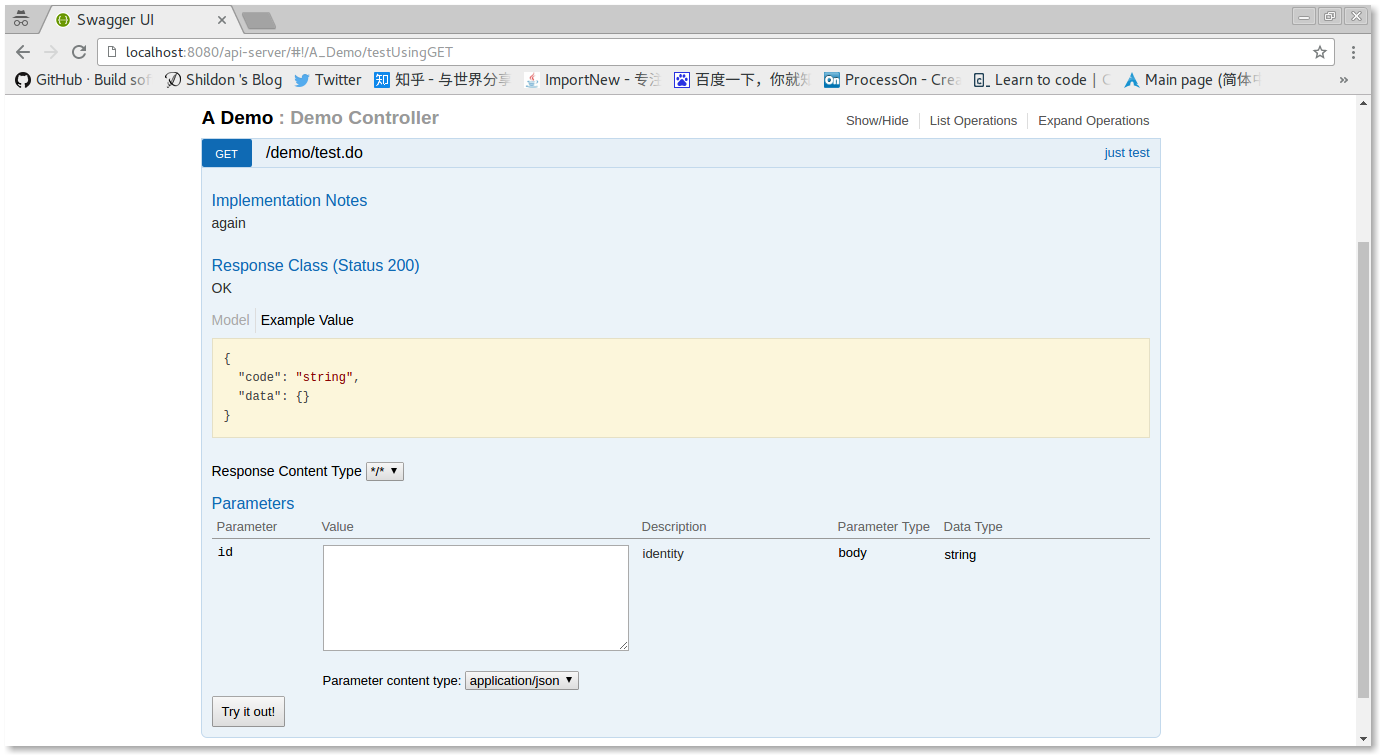 Swagger UI
localhost:8080/api-server/#!/A_Demo/testUsingGET
GitHub · Build sof Shildon 's Blog Twitter 知 知乎 - 与世界分享 ImportNew - 专注 百度一下，你就知 On ProcessOn - Crea Learn to code | C Main page (简体中 »
A Demo : Demo Controller Show/Hide List Operations Expand Operations
GET /demo/test.do just test
Implementation Notes
again
Response Class (Status 200)
OK
Model Example Value
{
"code": "string",
"data": {}
}
Response Content Type */*
Parameters
Parameter Value Description Parameter Type Data Type
id identity body string
Parameter content type: application/json
Try it out!